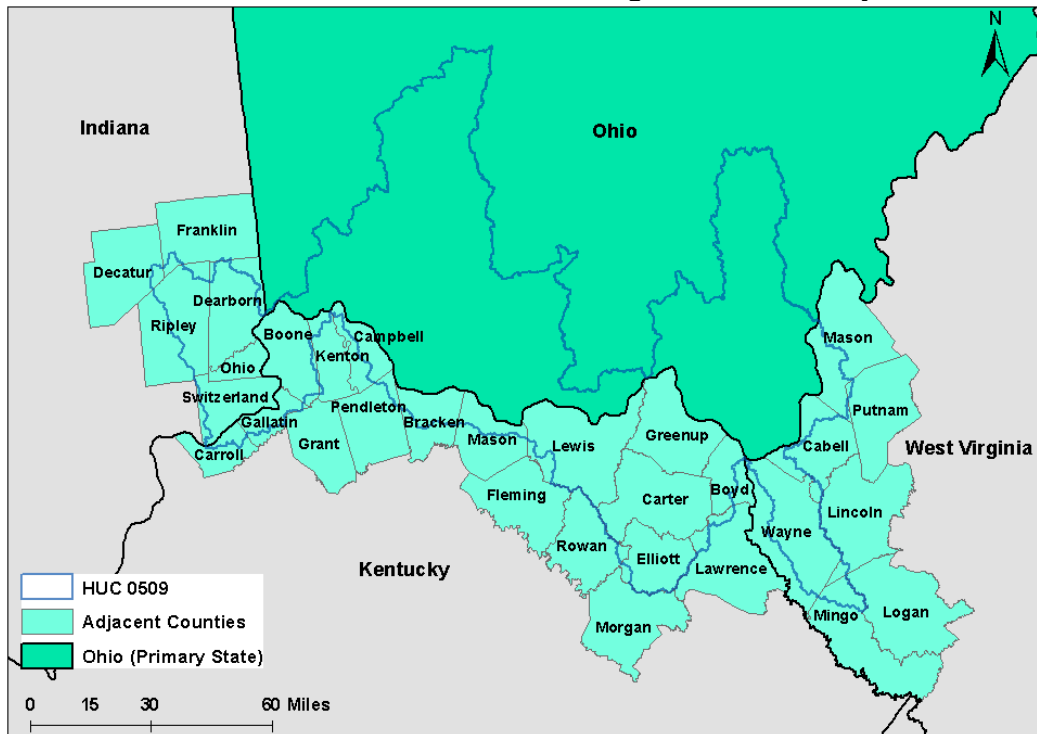 N
Indiana
Ohio
Franklin
Decatur
Dearborn
Ripley
Boone
Campbell
Kenton
Mason
Ohio
Switzerland
Pendleton
Putnam
Gallatin
Bracken
Mason
Lewis
Greenup
Cabell
West Virginia
Carroll
Grant
Fleming
Carter
Boyd
Lincoln
Wayne
Rowan
Elliott
Lawrence
Kentucky
HUC 0509
Adjacent Counties
Ohio (Primary State)
Morgan
Mingo
Logan
0 15 30 60 Miles